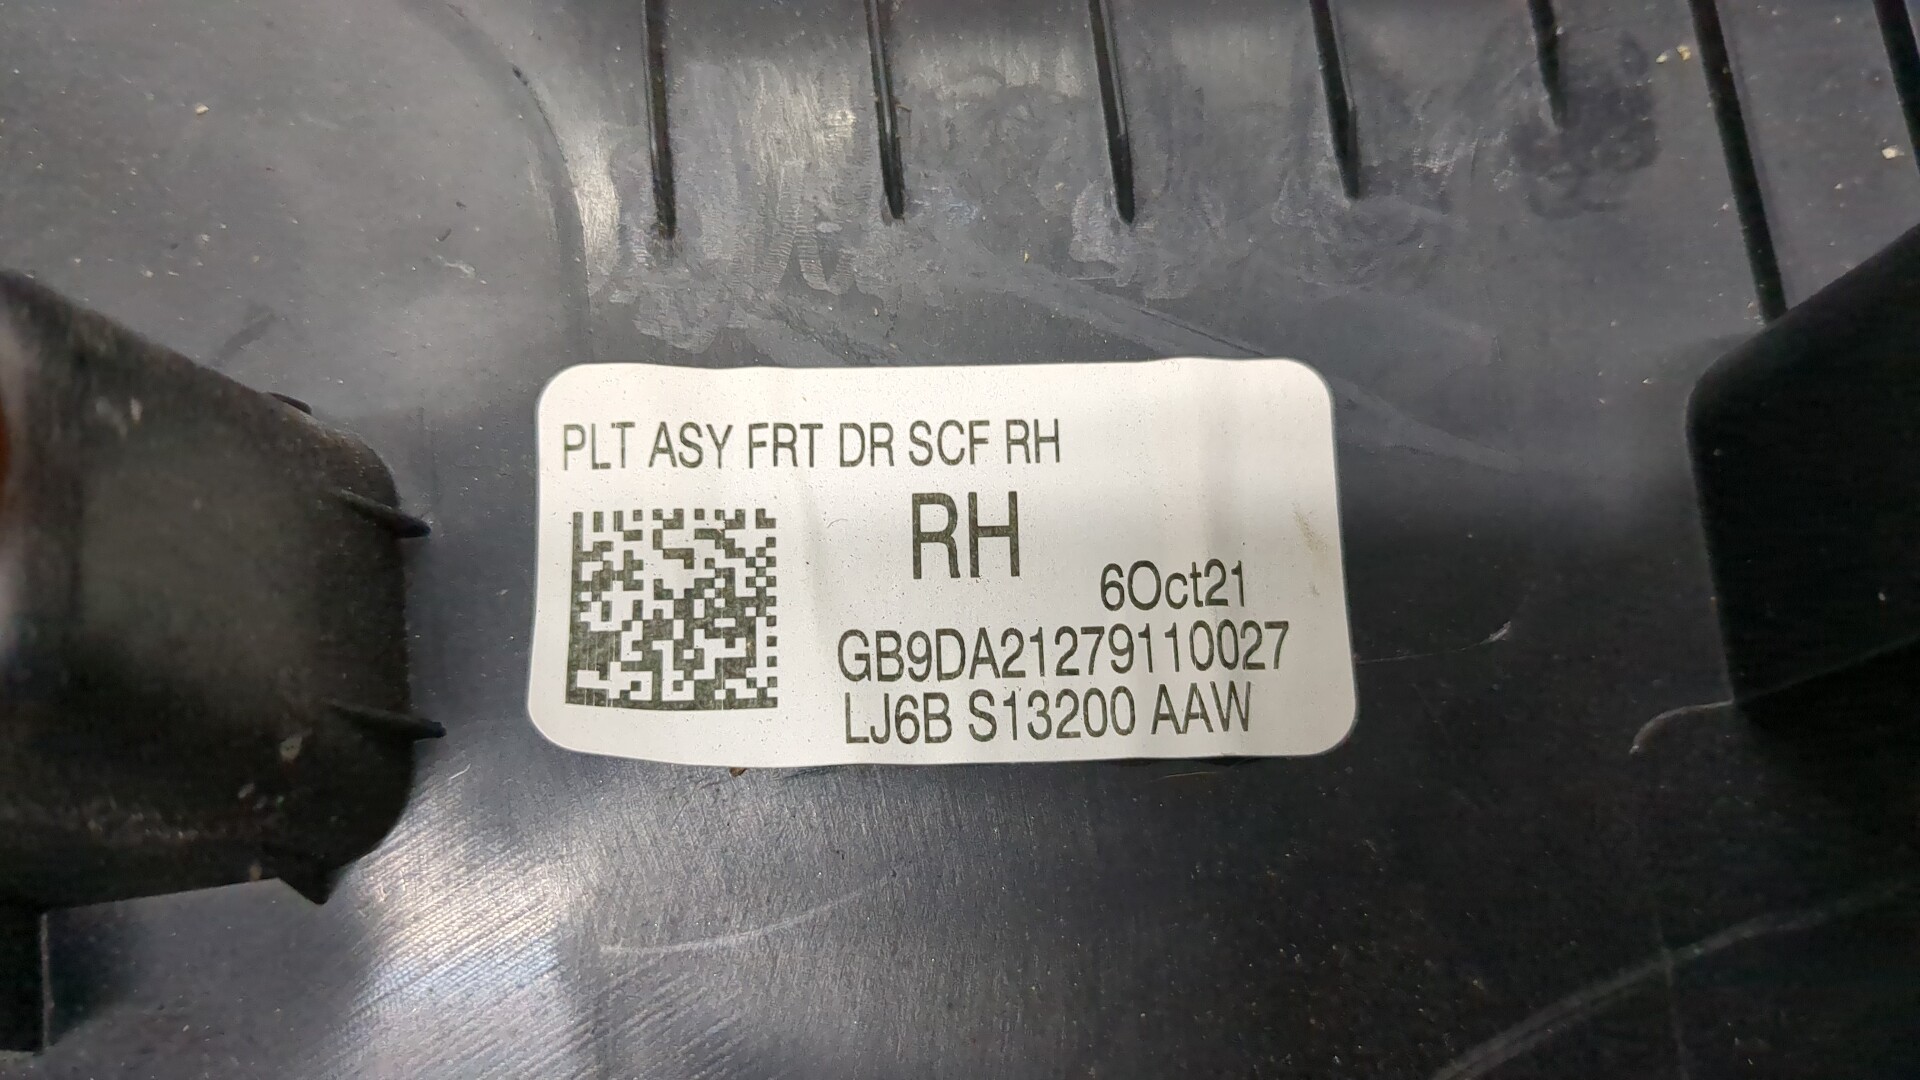 PLT ASY FRT DR SCF RH
RH
6Oct21
GB9DA21279110027
LJ6B S13200 AAW